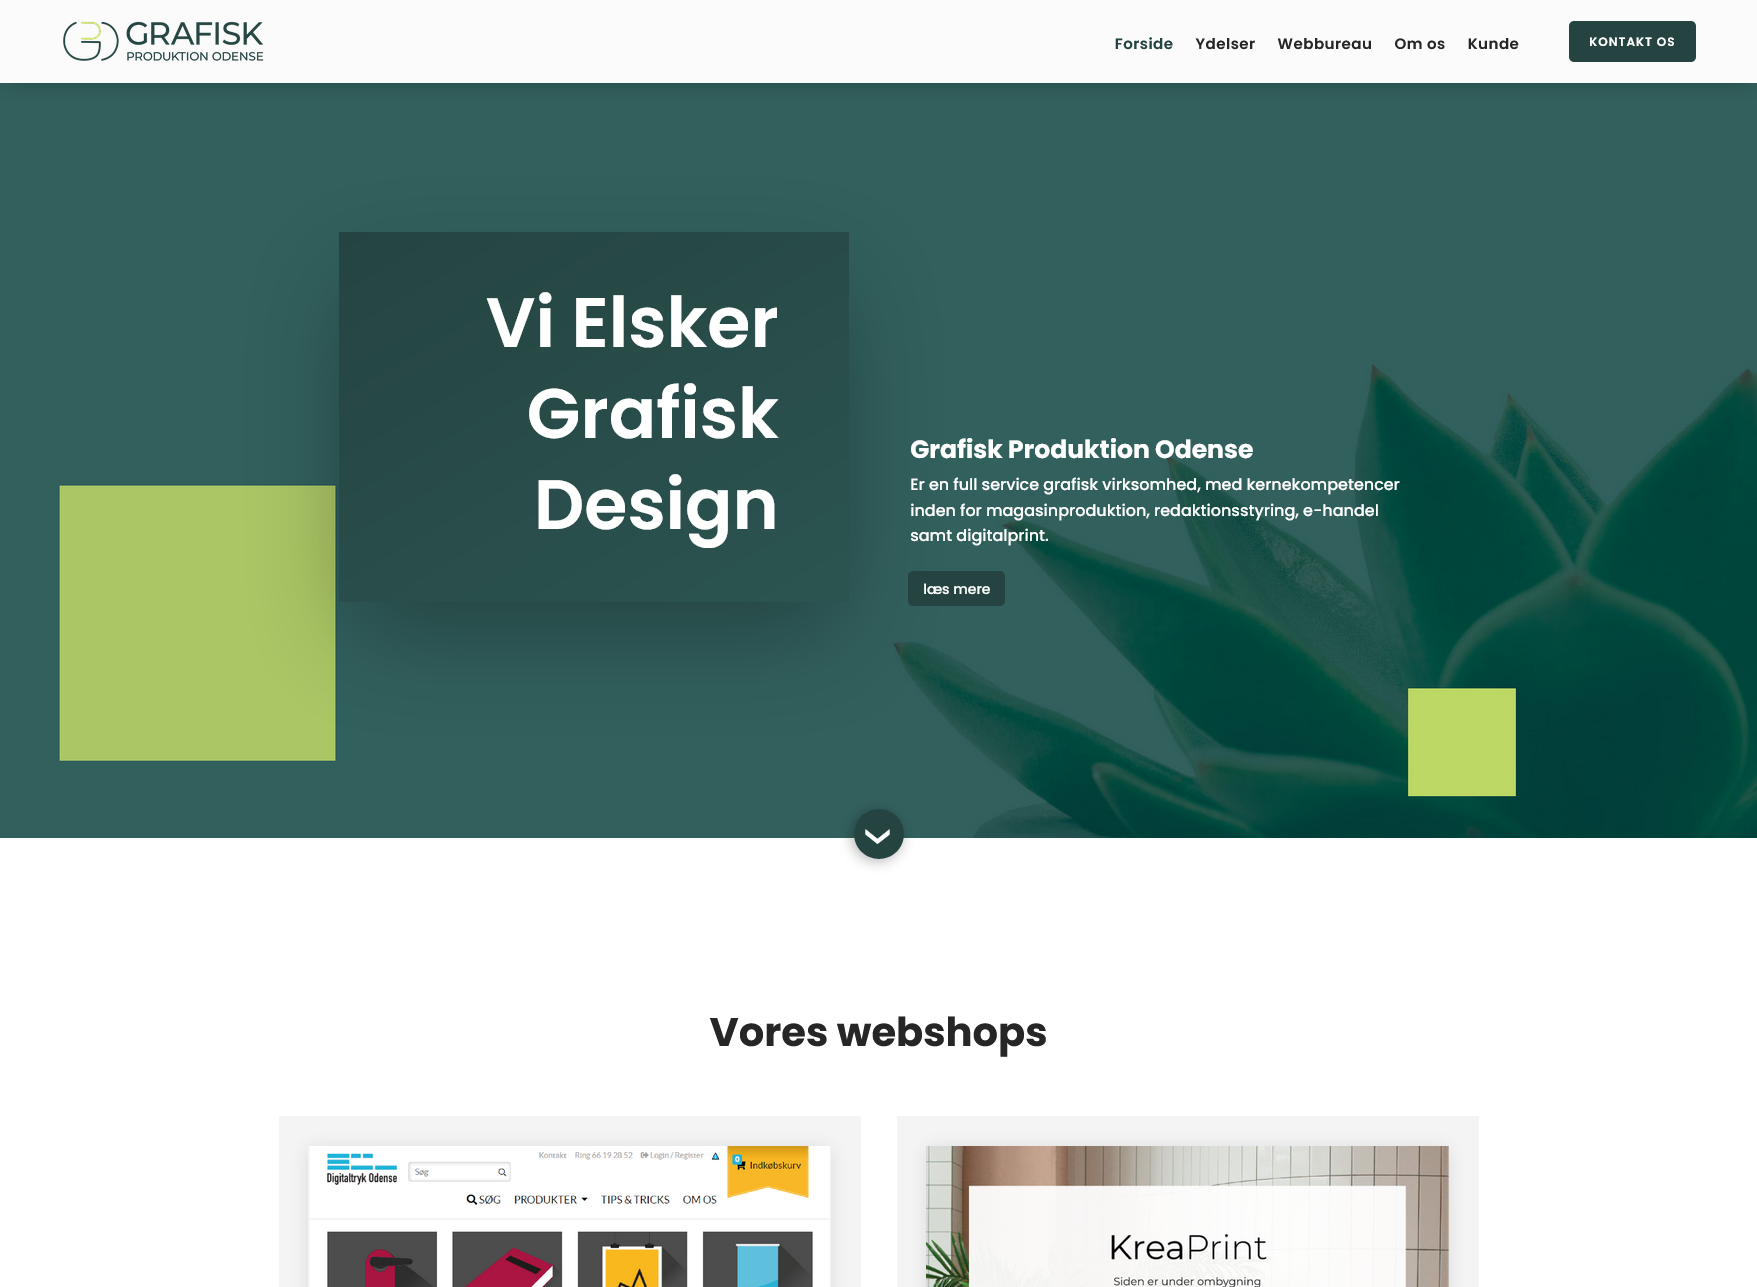 GRAFISK
PRODUKTION ODENSE
Forside Ydelser Webbureau Om os Kunde
KONTAKT OS
Vi Elsker
Grafisk
Design
Grafisk Produktion Odense
Er en full service grafisk virksomhed, med kernekompetencer
inden for magasinproduktion, redaktionsstyring, e-handel
samt digitalprint.
læs mere
Vores webshops
Digitaltryk Odense
Søg
Kontakt Ring 66 19 28 52 Login / Register
0
Indkøbskurv
SØG PRODUKTER TIPS & TRICKS OM OS
KreaPrint
Siden er under ombygning